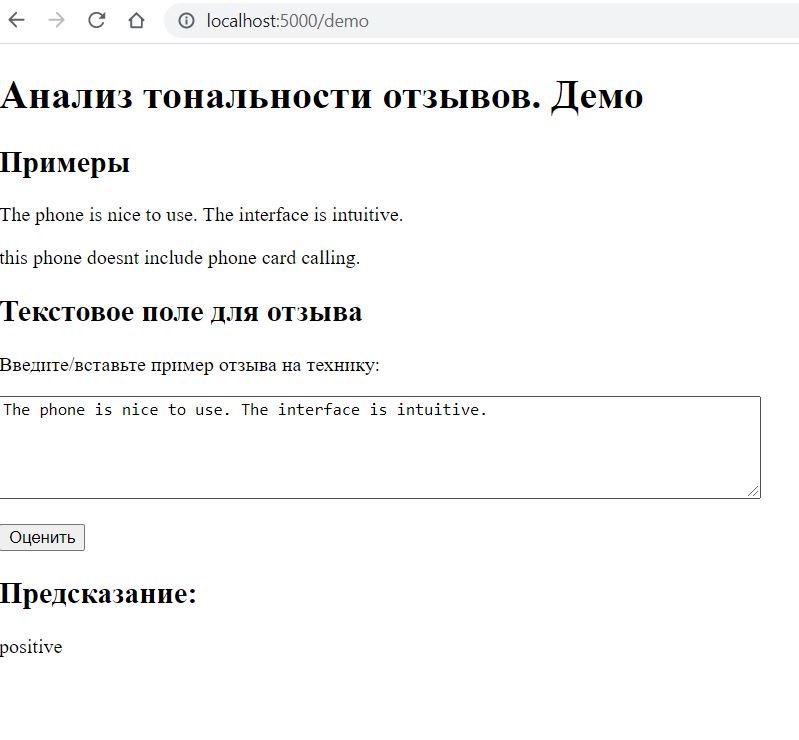 localhost:5000/demo
Анализ тональности отзывов. Демо
Примеры
The phone is nice to use. The interface is intuitive.
this phone doesnt include phone card calling.
Текстовое поле для отзыва
Введите/вставьте пример отзыва на технику:
The phone is nice to use. The interface is intuitive.
Оценить
Предсказание:
positive